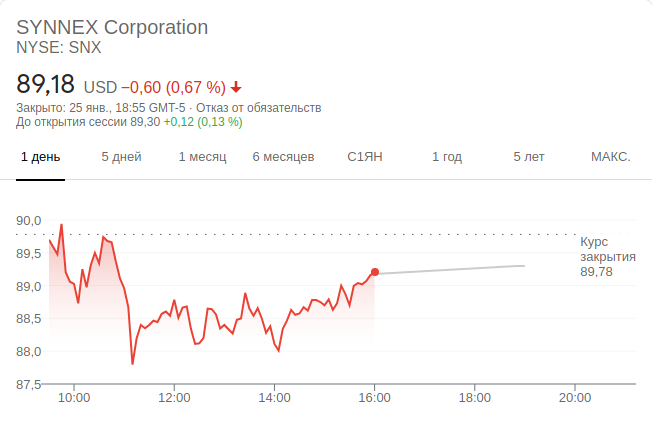 SYNNEX Corporation
NYSE: SNX
89,18 USD −0,60 (0,67 %)
Закрыто: 25 янв., 18:55 GMT-5 · Отказ от обязательств
До открытия сессии 89,30 +0,12 (0,13 %)
1 день 5 дней 1 месяц 6 месяцев С1ЯН 1 год 5 лет МАКС.
90,0
Курс
89,5
закрытия
89,78
89,0
88,5
88,0
87,5
10:00 12:00 14:00 16:00 18:00 20:00